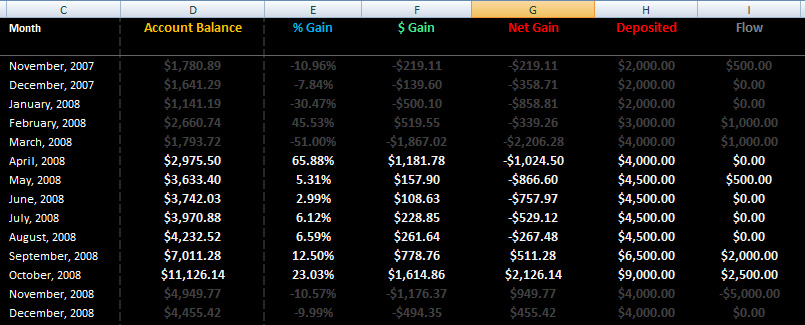 C D E F G H I
Month Account Balance % Gain $ Gain Net Gain Deposited Flow
November, 2007 $1,780.89 -10.96% -$219.11 -$219.11 $2,000.00 $500.00
December, 2007 $1,641.29 -7.84% -$139.60 -$358.71 $2,000.00 $0.00
January, 2008 $1,141.19 -30.47% -$500.10 -$858.81 $2,000.00 $0.00
February, 2008 $2,660.74 45.53% $519.55 -$339.26 $3,000.00 $1,000.00
March, 2008 $1,793.72 -51.00% -$1,867.02 -$2,206.28 $4,000.00 $1,000.00
April, 2008 $2,975.50 65.88% $1,181.78 -$1,024.50 $4,000.00 $0.00
May, 2008 $3,633.40 5.31% $157.90 -$866.60 $4,500.00 $500.00
June, 2008 $3,742.03 2.99% $108.63 -$757.97 $4,500.00 $0.00
July, 2008 $3,970.88 6.12% $228.85 -$529.12 $4,500.00 $0.00
August, 2008 $4,232.52 6.59% $261.64 -$267.48 $4,500.00 $0.00
September, 2008 $7,011.28 12.50% $778.76 $511.28 $6,500.00 $2,000.00
October, 2008 $11,126.14 23.03% $1,614.86 $2,126.14 $9,000.00 $2,500.00
November, 2008 $4,949.77 -10.57% -$1,176.37 $949.77 $4,000.00 -$5,000.00
December, 2008 $4,455.42 -9.99% -$494.35 $455.42 $4,000.00 $0.00